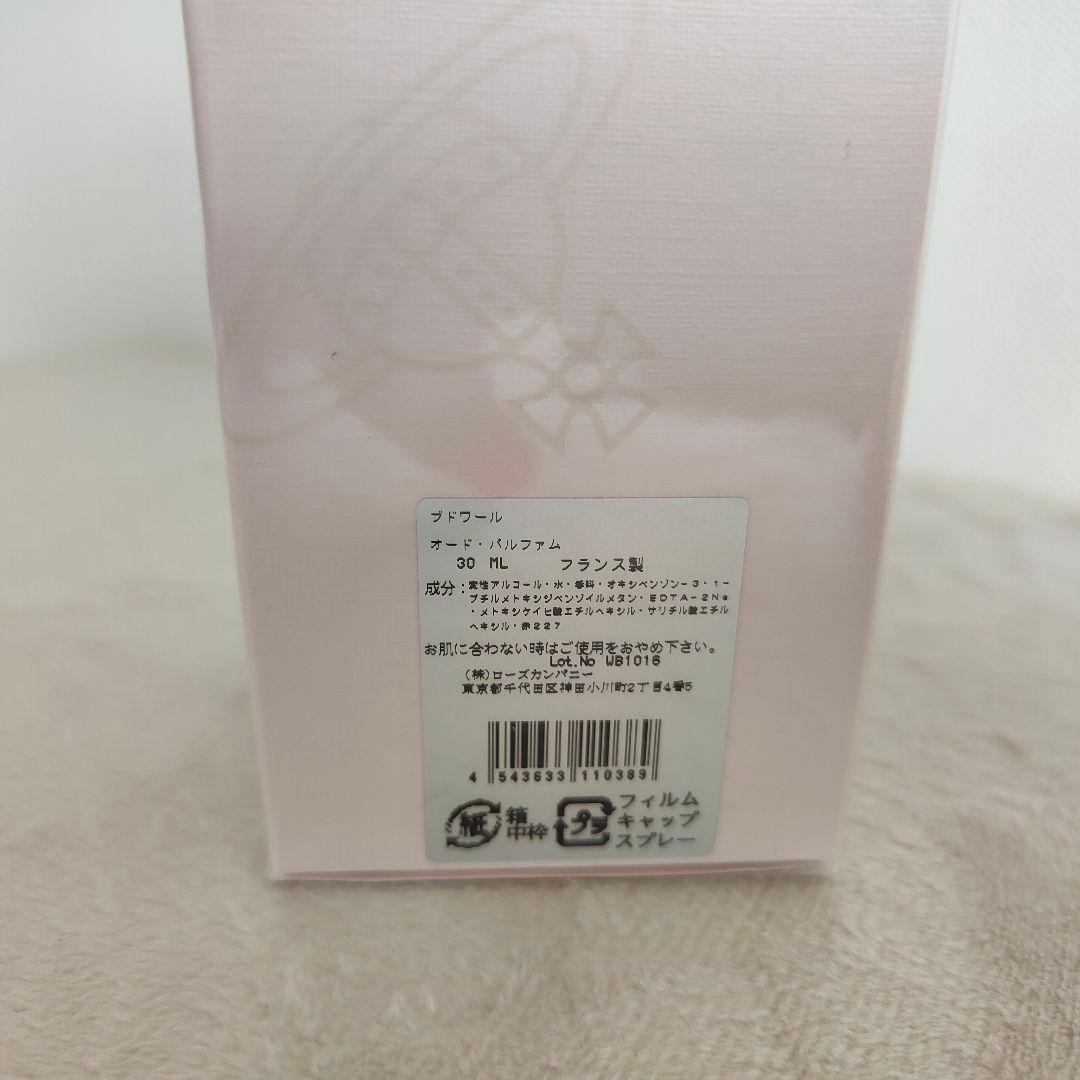 ブドワール
オード・パルファム
30 ML フランス製
成分：変性アルコール・水・香料・オキシベンゾン-3・t-
ブチルメトキシジベンゾイルメタン・EDTA-2Na
・メトキシケイヒ酸エチルヘキシル・サリチル酸エチル
ヘキシル・赤227
お肌に合わない時はご使用をおやめ下さい。
Lot.No WB1016
(株)ローズカンパニー
東京都千代田区神田小川町2丁目4番5
4 543633 110389
紙 箱
中枠
プラ フィルム
キャップ
スプレー